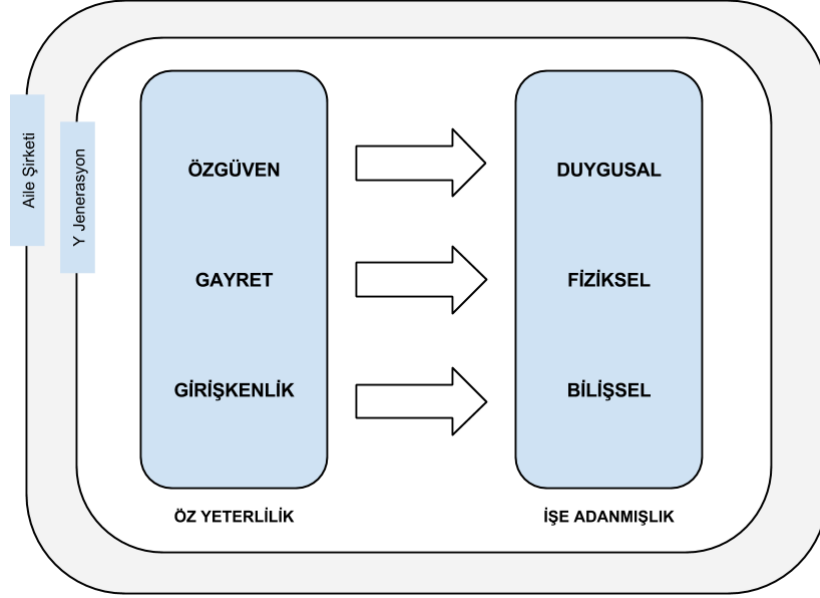 Aile Şirketi
Y Jenerasyon
ÖZGÜVEN
DUYGUSAL
GAYRET
FİZİKSEL
GİRİŞKENLİK
BİLİŞSEL
ÖZ YETERLİLİK
İŞE ADANMIŞLIK